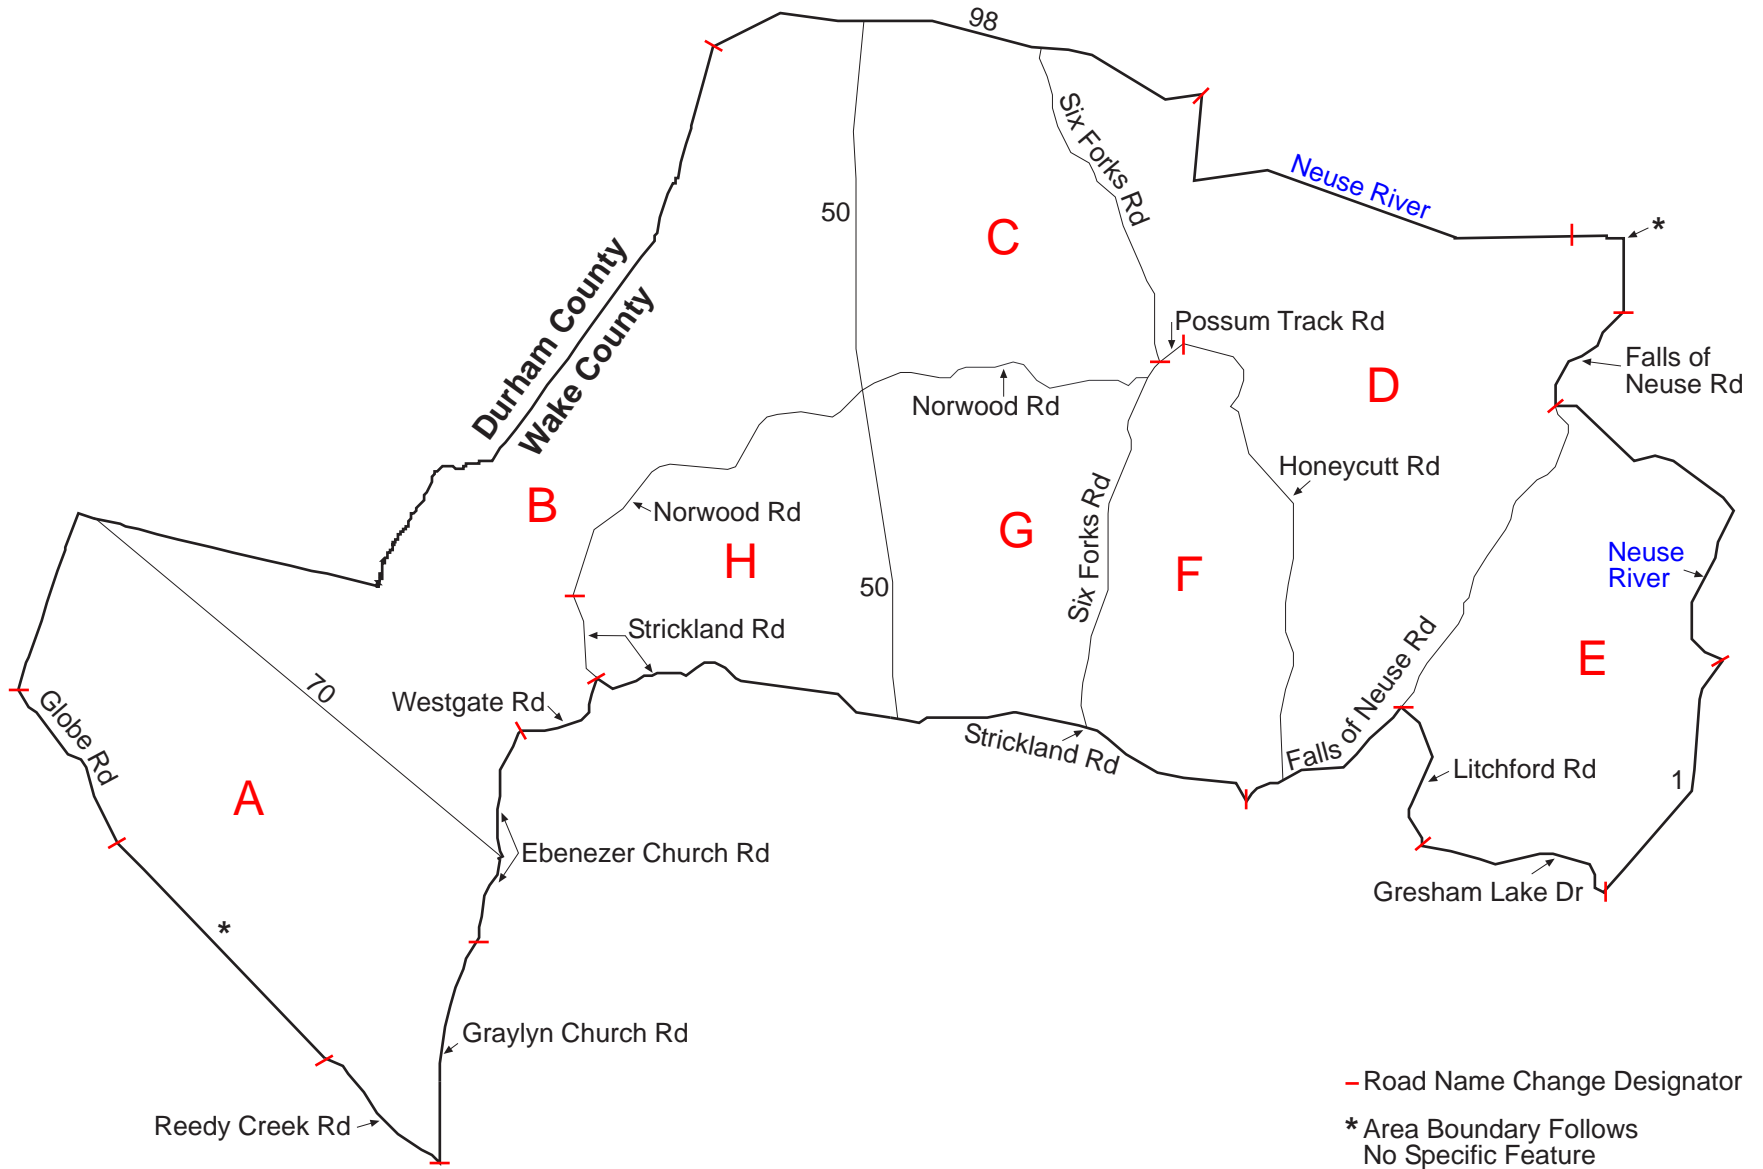 98
Six Forks Rd
Neuse River
50
C
*
Durham County
Wake County
Possum Track Rd
Falls of
Neuse Rd
D
Norwood Rd
Honeycutt Rd
B
Norwood Rd
G
Six Forks Rd
H
F
Neuse
River
50
Strickland Rd
E
70
Westgate Rd
Globe Rd
Strickland Rd
Falls of Neuse Rd
Litchford Rd
1
A
Ebenezer Church Rd
Gresham Lake Dr
*
Graylyn Church Rd
Reedy Creek Rd
Road Name Change Designator
* Area Boundary Follows
No Specific Feature